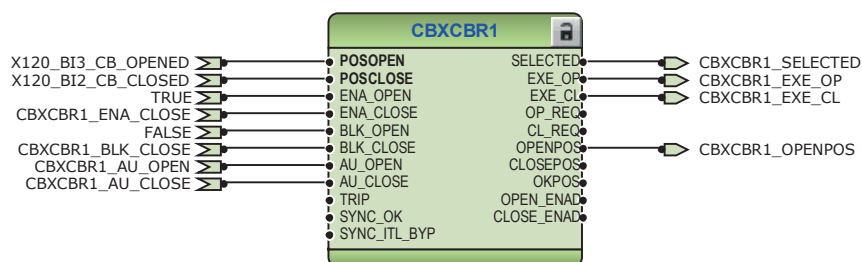 CBXCBR1
X120_BI3_CB_OPENED POSOPEN SELECTED CBXCBR1_SELECTED
X120_BI2_CB_CLOSED POSCLOSE EXE_OP CBXCBR1_EXE_OP
TRUE ENA_OPEN EXE_CL CBXCBR1_EXE_CL
CBXCBR1_ENA_CLOSE ENA_CLOSE OP_REQ
FALSE BLK_OPEN CL_REQ
CBXCBR1_BLK_CLOSE BLK_CLOSE OPENPOS CBXCBR1_OPENPOS
CBXCBR1_AU_OPEN AU_OPEN CLOSEPOS
CBXCBR1_AU_CLOSE AU_CLOSE OKPOS
TRIP OPEN_ENAD
SYNC_OK CLOSE_ENAD
SYNC_ITL_BYP